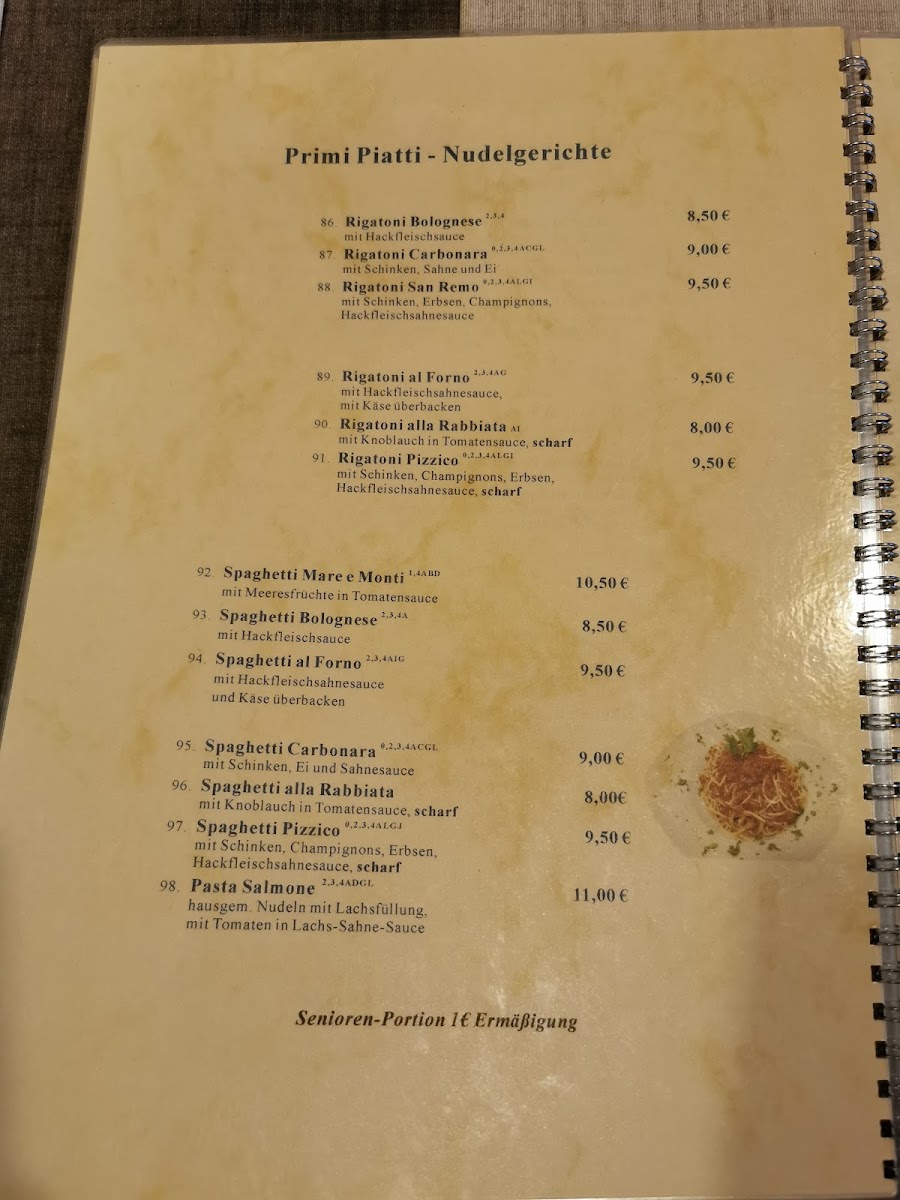 Primi Piatti - Nudelgerichte
86. Rigatoni Bolognese 2,3,4 8,50 €
mit Hackfleischsauce
87. Rigatoni Carbonara 0,2,3,4ACGL 9,00 €
mit Schinken, Sahne und Ei
88. Rigatoni San Remo 0,2,3,4ALGI 9,50 €
mit Schinken, Erbsen, Champignons,
Hackfleischsahnesauce
89. Rigatoni al Forno 2,3,4AG 9,50 €
mit Hackfleischsahnesauce,
mit Käse überbacken
90. Rigatoni alla Rabbiata AI 8,00 €
mit Knoblauch in Tomatensauce, scharf
91. Rigatoni Pizzico 0,2,3,4ALGI 9,50 €
mit Schinken, Champignons, Erbsen,
Hackfleischsahnesauce, scharf
92. Spaghetti Mare e Monti 1,4ABD 10,50 €
mit Meeresfrüchte in Tomatensauce
93. Spaghetti Bolognese 2,3,4A 8,50 €
mit Hackfleischsauce
94. Spaghetti al Forno 2,3,4AIG 9,50 €
mit Hackfleischsahnesauce
und Käse überbacken
95. Spaghetti Carbonara 0,2,3,4ACGL 9,00 €
mit Schinken, Ei und Sahnesauce
96. Spaghetti alla Rabbiata 8,00€
mit Knoblauch in Tomatensauce, scharf
97. Spaghetti Pizzico 0,2,3,4ALGJ 9,50 €
mit Schinken, Champignons, Erbsen,
Hackfleischsahnesauce, scharf
98. Pasta Salmone 2,3,4ADGL 11,00 €
hausgem. Nudeln mit Lachsfüllung,
mit Tomaten in Lachs-Sahne-Sauce
Senioren-Portion 1€ Ermäßigung